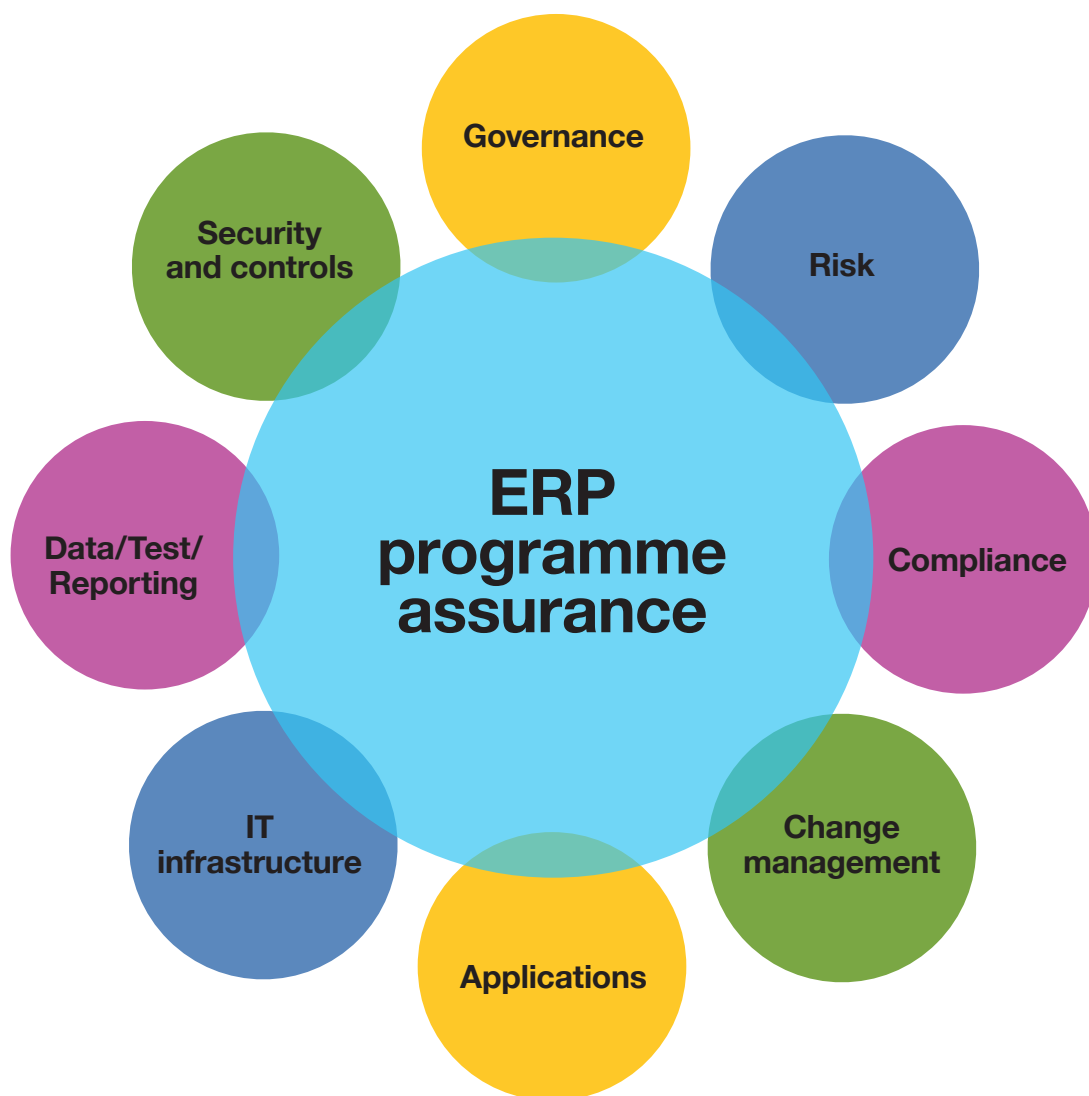 Governance
Security
and controls
Risk
ERP
programme
assurance
Data/Test/
Reporting
Compliance
IT
infrastructure
Change
management
Applications